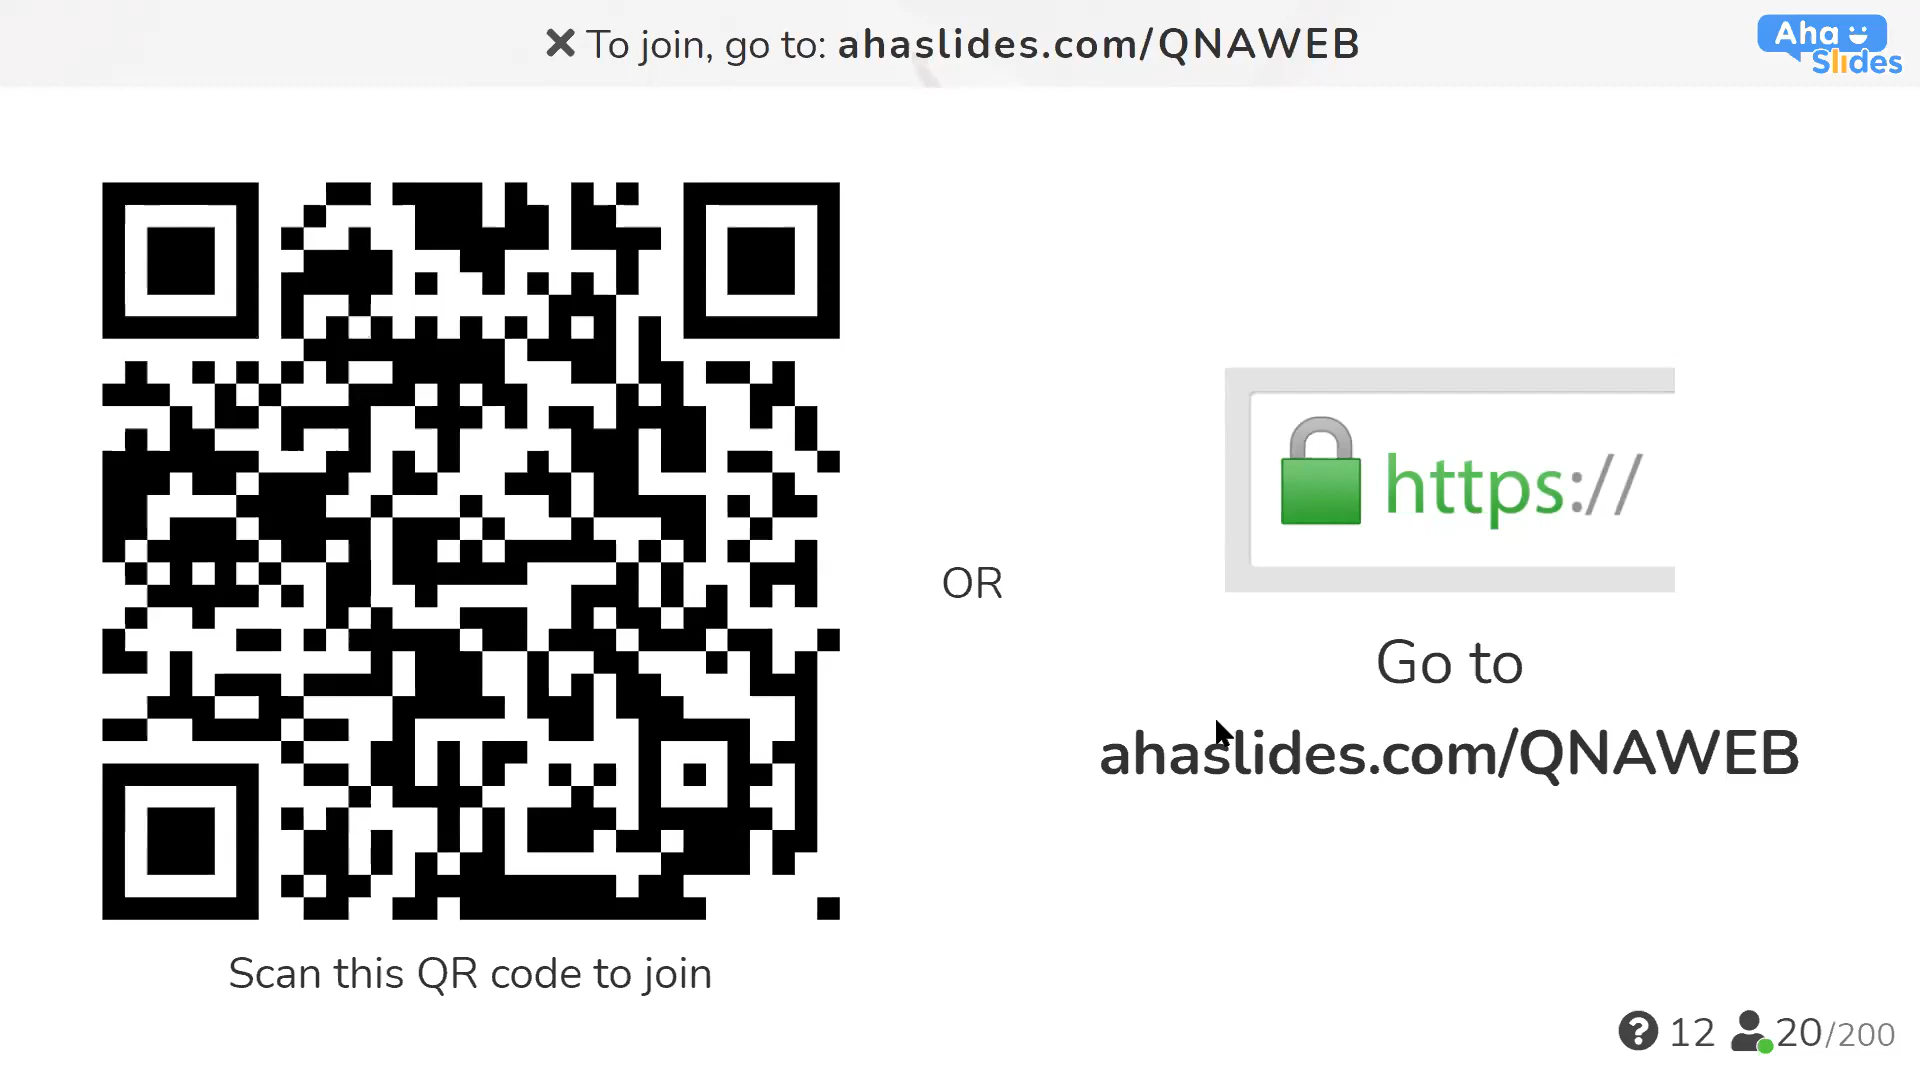 To join, go to: ahaslides.com/QNAWEB
Aha
Slides
https://
OR
Go to
ahaslides.com/QNAWEB
Scan this QR code to join
? 12 20/200